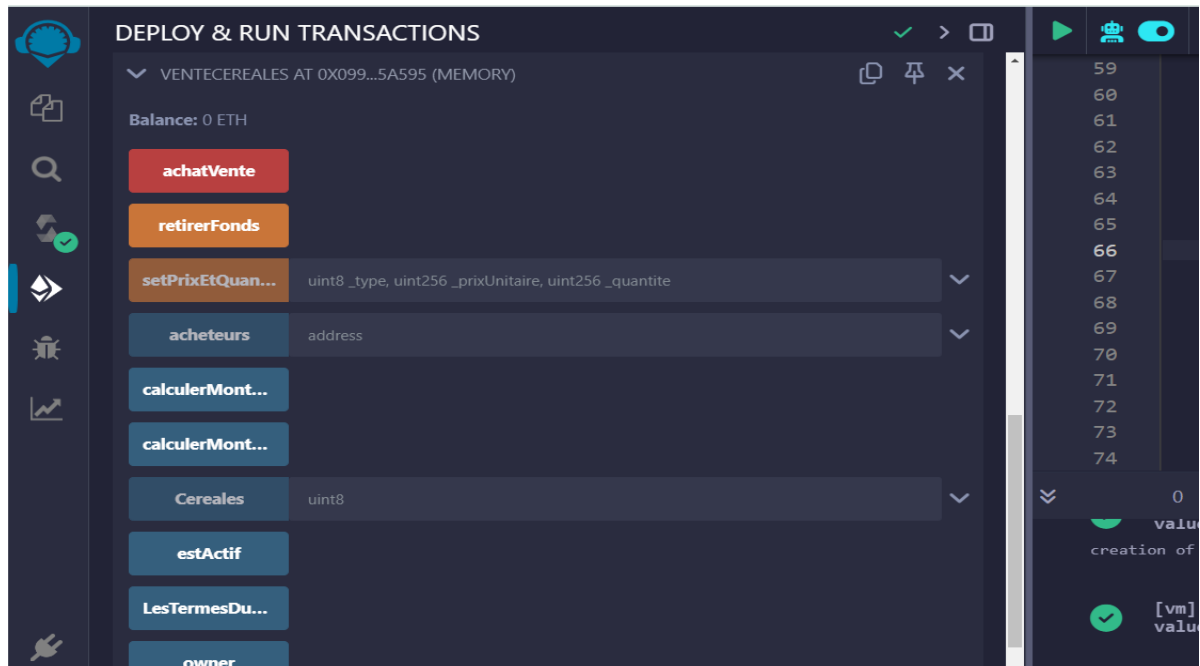 DEPLOY & RUN TRANSACTIONS
VENTECEREALES AT 0X099...5A595 (MEMORY)
Balance: 0 ETH
achatVente
retirerFonds
setPrixEtQuan... uint8 _type, uint256 _prixUnitaire, uint256 _quantite
acheteurs address
calculerMont...
calculerMont...
Cereales uint8
estActif
LesTermesDu...
owner
59
60
61
62
63
64
65
66
67
68
69
70
71
72
73
74
0
valu
creation of
[vm]
valu